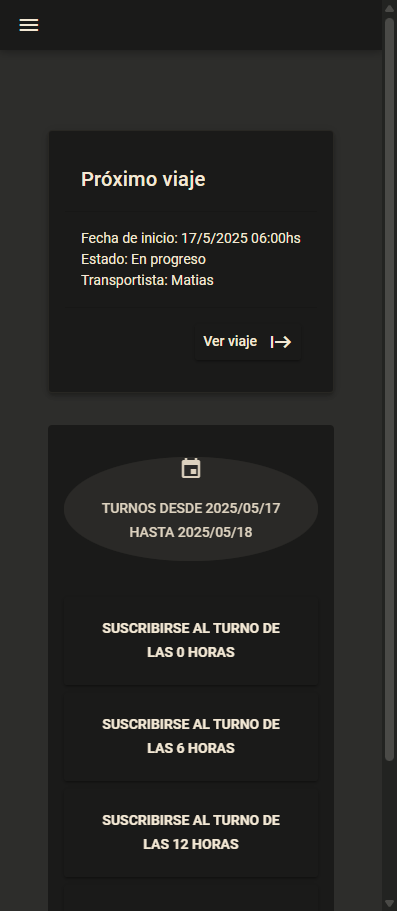 Próximo viaje
Fecha de inicio: 17/5/2025 06:00hs
Estado: En progreso
Transportista: Matias
Ver viaje
TURNOS DESDE 2025/05/17
HASTA 2025/05/18
SUSCRIBIRSE AL TURNO DE
LAS 0 HORAS
SUSCRIBIRSE AL TURNO DE
LAS 6 HORAS
SUSCRIBIRSE AL TURNO DE
LAS 12 HORAS